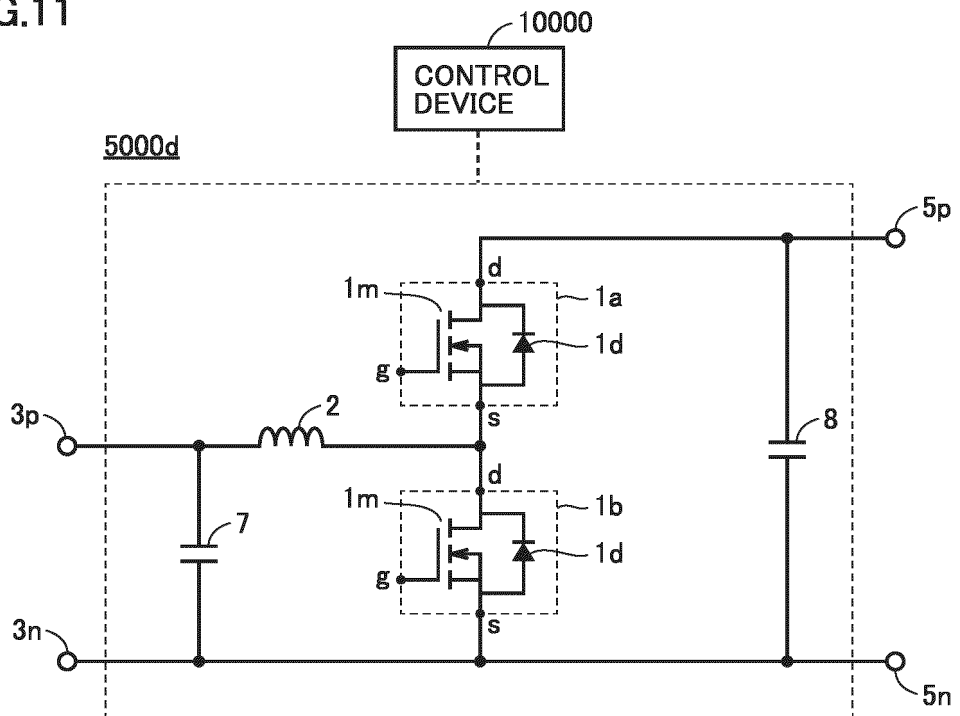 G.11
10000
CONTROL
DEVICE
5000d
5p
d
1m
1a
1d
g
s
3p
2
8
d
1m
1b
7
1d
g
s
3n
5n